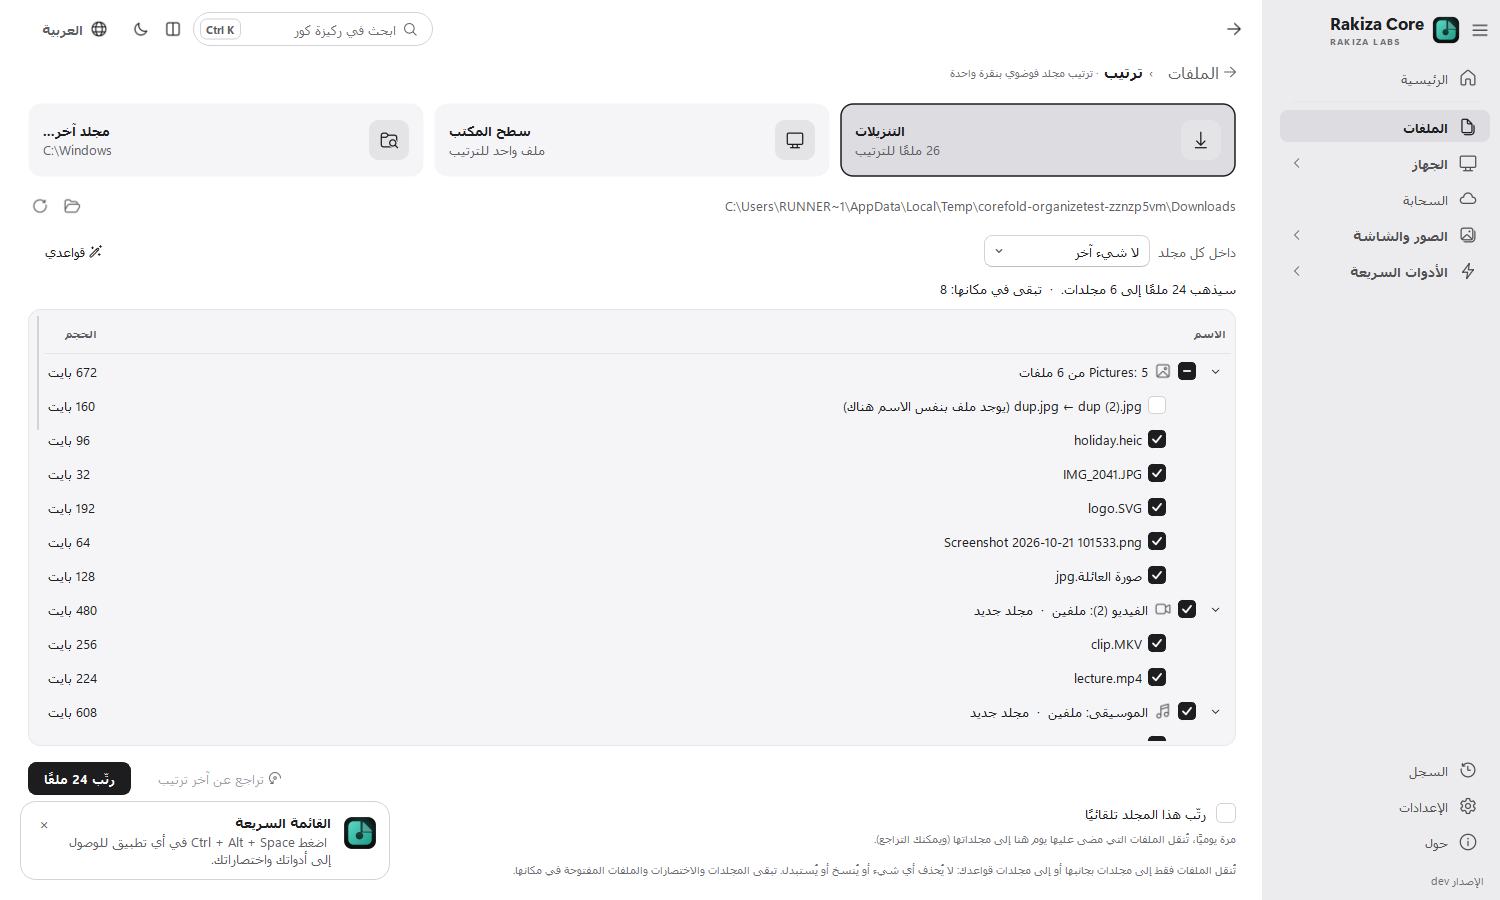 Rakiza Core
RAKIZA LABS
الرئيسية
الملفات
الجهاز
السحابة
الصور والشاشة
الأدوات السريعة
السجل
الإعدادات
حول
الإصدار dev
ابحث في ركيزة كور
Ctrl K
العربية
الملفات › ترتيب · ترتيب مجلد فوضوي بنقرة واحدة
التنزيلات
26 ملفًا للترتيب
سطح المكتب
ملف واحد للترتيب
مجلد آخر...
C:\Windows
C:\Users\RUNNER~1\AppData\Local\Temp\corefold-organizetest-zznzp5vm\Downloads
داخل كل مجلد
لا شيء آخر
قواعدي
سيذهب 24 ملفًا إلى 6 مجلدات. · تبقى في مكانها: 8
الاسم
الحجم
Pictures: 5 من 6 ملفات
672 بايت
dup.jpg ← dup (2).jpg (يوجد ملف بنفس الاسم هناك)
160 بايت
holiday.heic
96 بايت
IMG_2041.JPG
32 بايت
logo.SVG
192 بايت
Screenshot 2026-10-21 101533.png
64 بايت
صورة العائلة.jpg
128 بايت
الفيديو (2): ملفين · مجلد جديد
480 بايت
clip.MKV
256 بايت
lecture.mp4
224 بايت
الموسيقى: ملفين · مجلد جديد
608 بايت
تراجع عن آخر ترتيب
رتّب 24 ملفًا
رتّب هذا المجلد تلقائيًا
مرة يوميًا، تُنقل الملفات التي مضى عليها يوم هنا إلى مجلداتها (ويمكنك التراجع).
تُنقل الملفات فقط إلى مجلدات بجانبها أو إلى مجلدات قواعدك: لا يُحذف أي شيء أو يُنسخ أو يُستبدل. تبقى المجلدات والاختصارات والملفات المفتوحة في مكانها.
القائمة السريعة
اضغط Ctrl + Alt + Space في أي تطبيق للوصول
إلى أدواتك واختصاراتك.